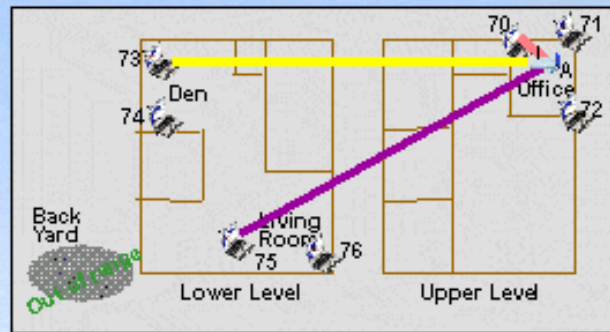 70
71
73
A
Office
Den
74
72
Back
Yard
Living
Room
75
76
Out of range
Lower Level
Upper Level